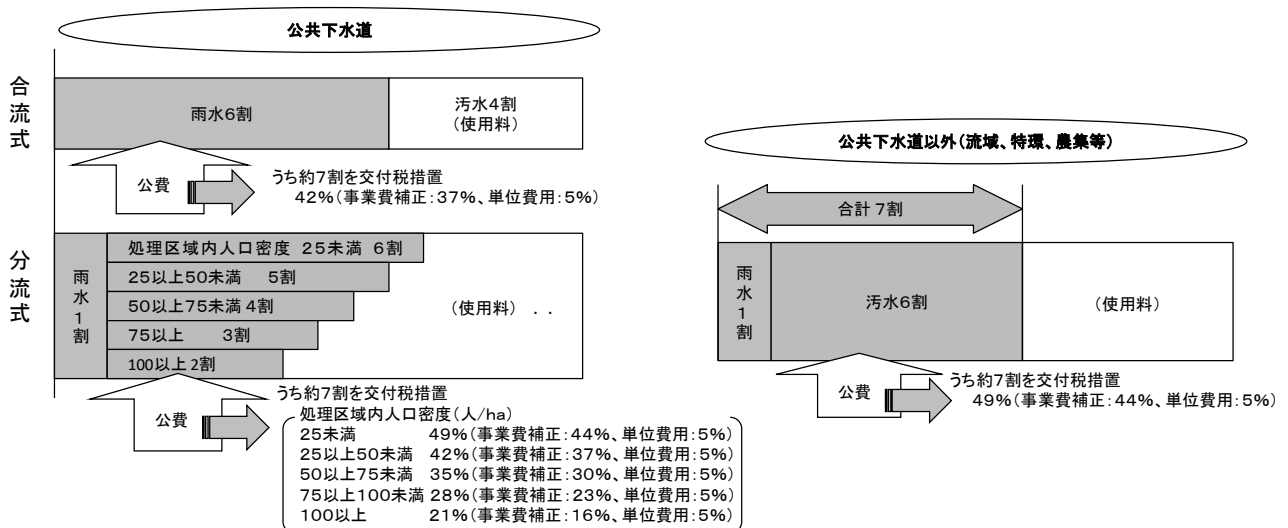 公共下水道
合流式
雨水6割
汚水4割
(使用料)
公費
うち約7割を交付税措置
42%(事業費補正:37%、単位費用:5%)
分流式
雨水1割
処理区域内人口密度 25未満 6割
25以上50未満 5割
50以上75未満 4割
75以上 3割
100以上 2割
(使用料) . .
公費
うち約7割を交付税措置
処理区域内人口密度(人/ha)
25未満 49%(事業費補正:44%、単位費用:5%)
25以上50未満 42%(事業費補正:37%、単位費用:5%)
50以上75未満 35%(事業費補正:30%、単位費用:5%)
75以上100未満 28%(事業費補正:23%、単位費用:5%)
100以上 21%(事業費補正:16%、単位費用:5%)
公共下水道以外(流域、特環、農集等)
合計 7割
雨水1割
汚水6割
(使用料)
公費
うち約7割を交付税措置
49%(事業費補正:44%、単位費用:5%)